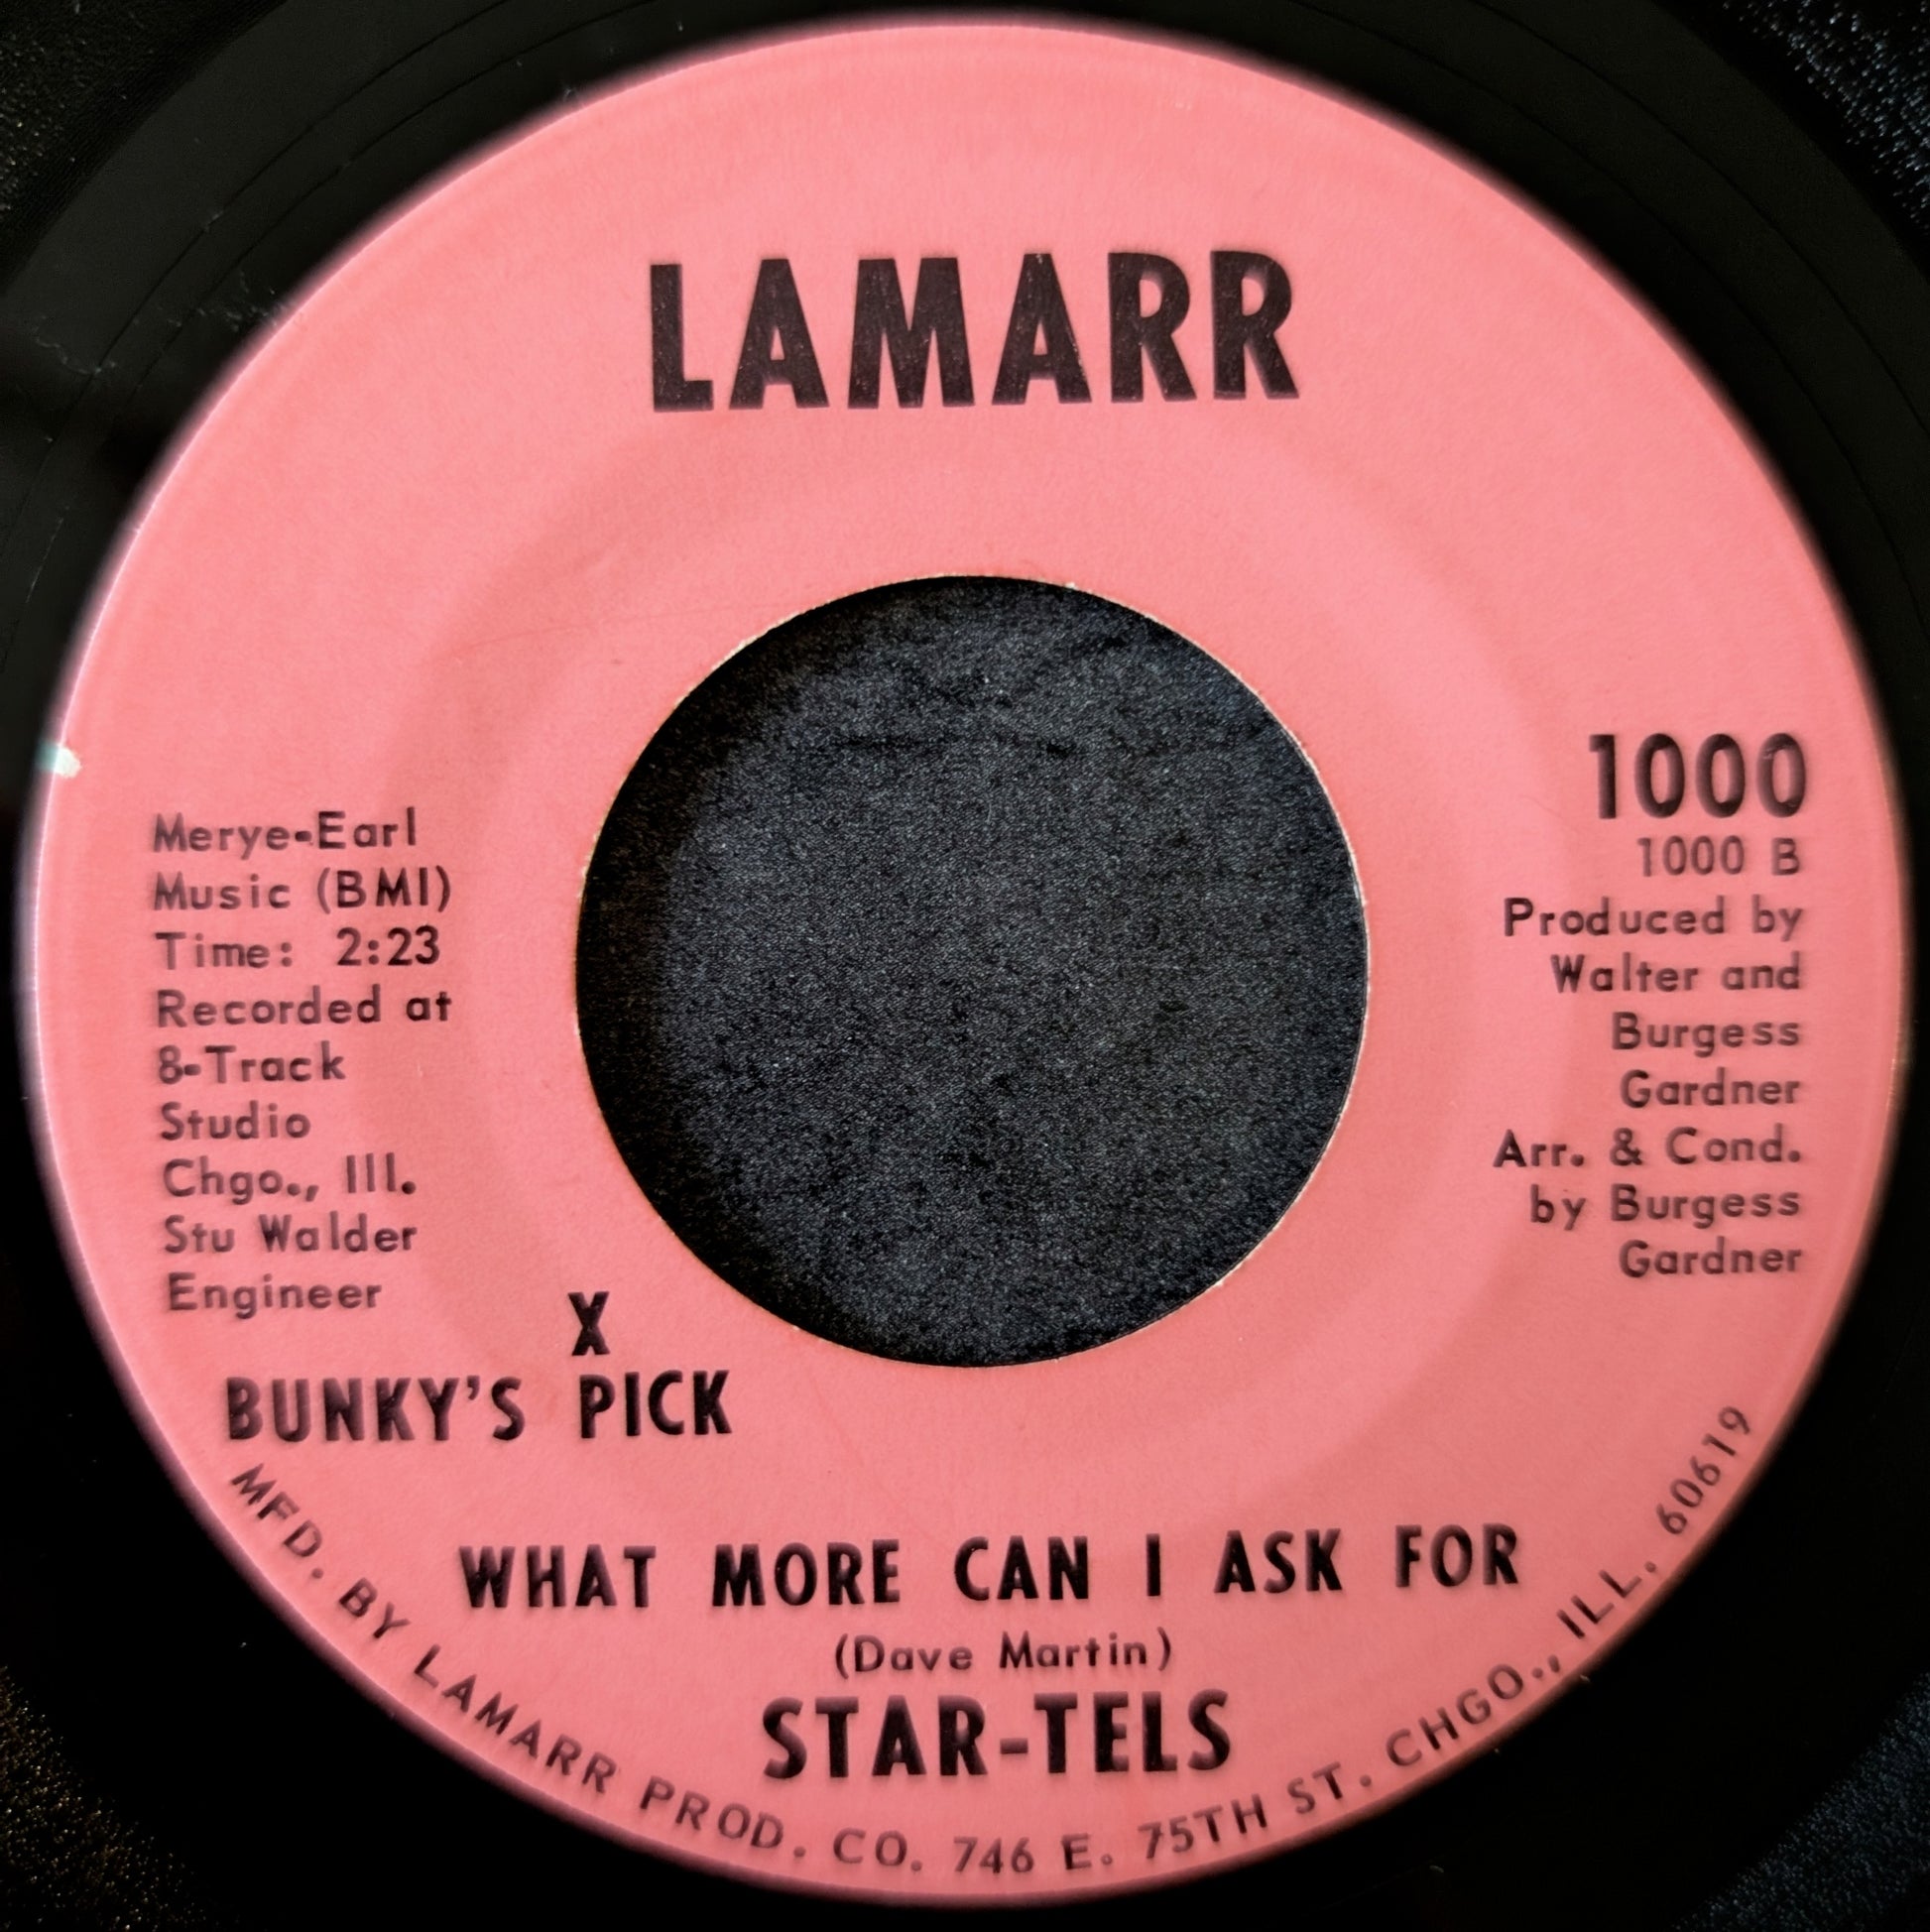 LAMARR
Merye-Earl
Music (BMI)
Time: 2:23
Recorded at
8-Track
Studio
Chgo., Ill.
Stu Walder
Engineer
1000
1000 B
Produced by
Walter and
Burgess
Gardner
Arr. & Cond.
by Burgess
Gardner
X
BUNKY'S PICK
WHAT MORE CAN I ASK FOR
(Dave Martin)
STAR-TELS
MFD. BY LAMARR PROD. CO. 746 E. 75TH ST. CHGO., ILL. 60619